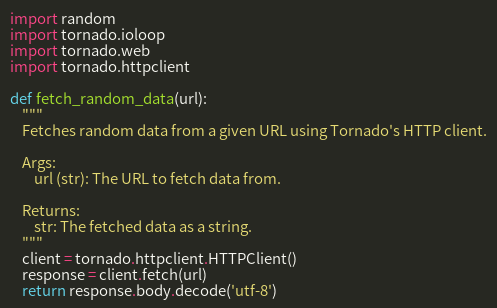 import random
import tornado.ioloop
import tornado.web
import tornado.httpclient

def fetch_random_data(url):
    """
    Fetches random data from a given URL using Tornado's HTTP client.

    Args:
        url (str): The URL to fetch data from.

    Returns:
        str: The fetched data as a string.
    """
    client = tornado.httpclient.HTTPClient()
    response = client.fetch(url)
    return response.body.decode('utf-8')